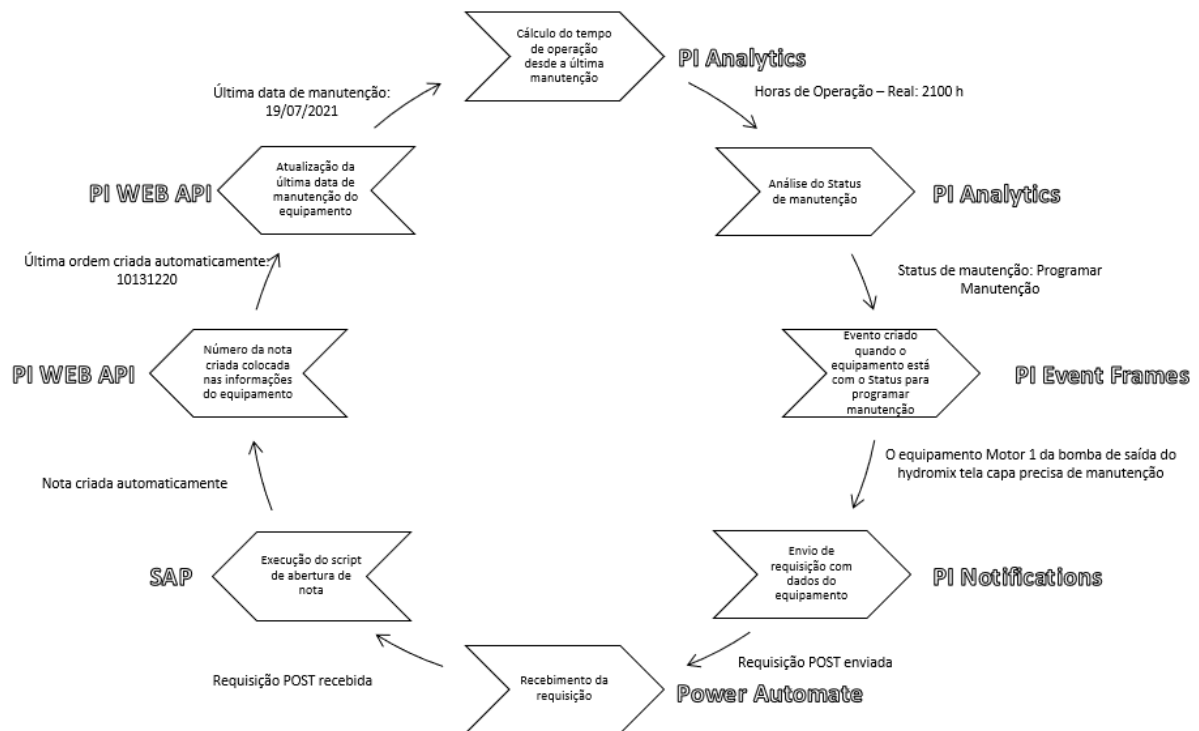 Cálculo do tempo
de operação
desde a última
manutenção
PI Analytics
Horas de Operação – Real: 2100 h
Análise do Status
de manutenção
PI Analytics
Status de mautenção: Programar
Manutenção
Evento criado
quando o
equipamento está
com o Status para
programar
manutenção
PI Event Frames
O equipamento Motor 1 da bomba de saída do
hydromix tela capa precisa de manutenção
Envio de
requisição com
dados do
equipamento
PI Notifications
Requisição POST enviada
Recebimento da
requisição
Power Automate
Requisição POST recebida
Execução do script
de abertura de
nota
SAP
Nota criada automaticamente
Número da nota
criada colocada
nas informações
do equipamento
PI WEB API
Última ordem criada automaticamente:
10131220
Atualização da
última data de
manutenção do
equipamento
PI WEB API
Última data de manutenção:
19/07/2021